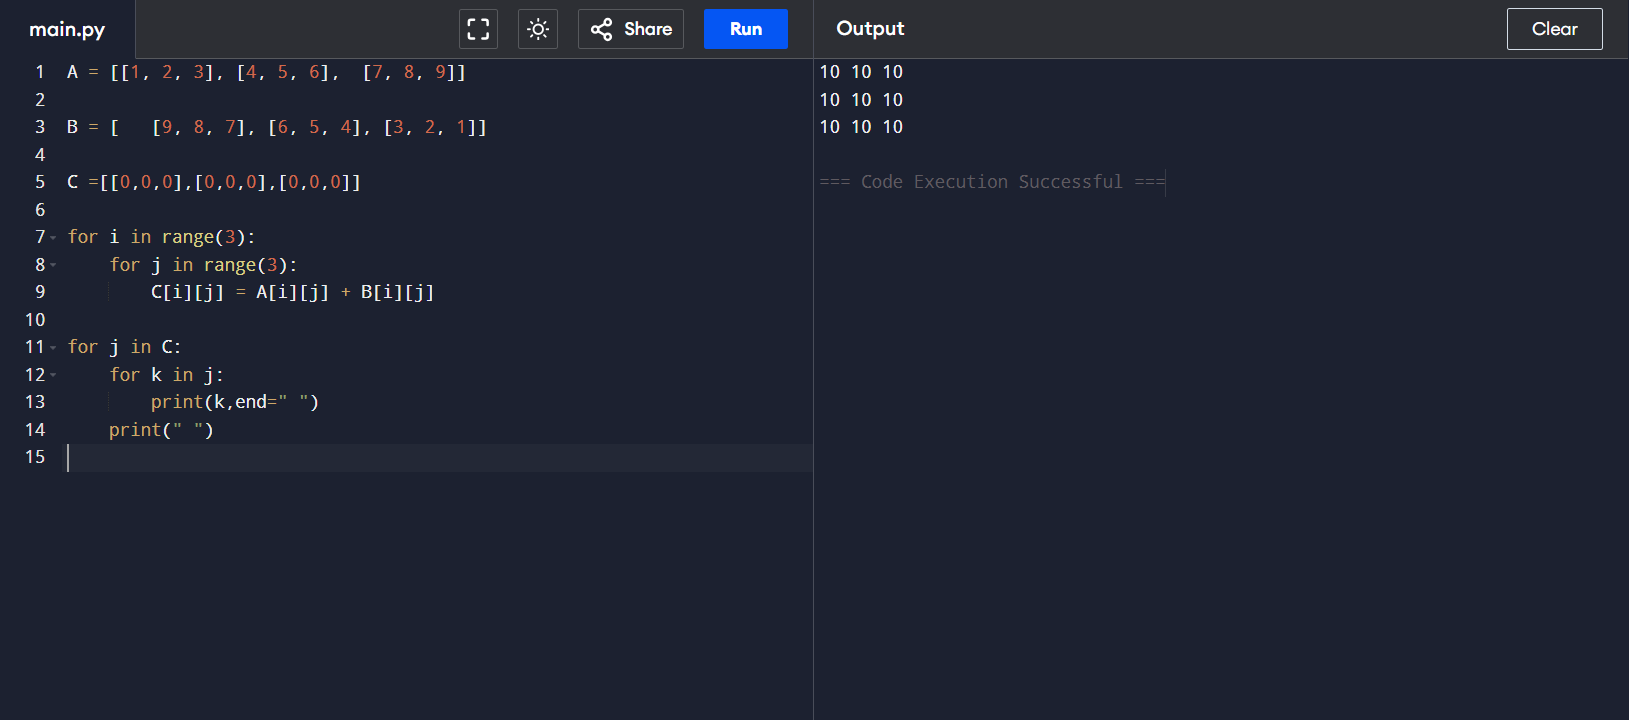 main.py Share Run Output Clear
1 A = [[1, 2, 3], [4, 5, 6],  [7, 8, 9]]
2
3 B = [   [9, 8, 7], [6, 5, 4], [3, 2, 1]]
4
5 C =[[0,0,0],[0,0,0],[0,0,0]]
6
7 for i in range(3):
8     for j in range(3):
9         C[i][j] = A[i][j] + B[i][j]
10
11 for j in C:
12     for k in j:
13         print(k,end=" ")
14     print(" ")
15
10 10 10
10 10 10
10 10 10
=== Code Execution Successful ===